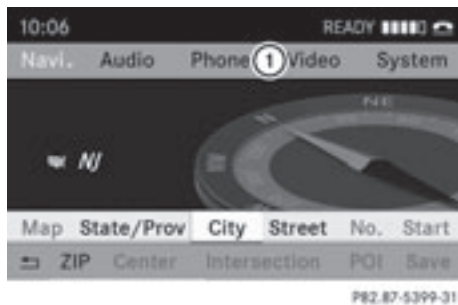 10:06 READY
Navi. Audio Phone 1 Video System
NE
N
NJ
Map State/Prov City Street No. Start
ZIP Center Intersection POI Save
P82.87-5399-31